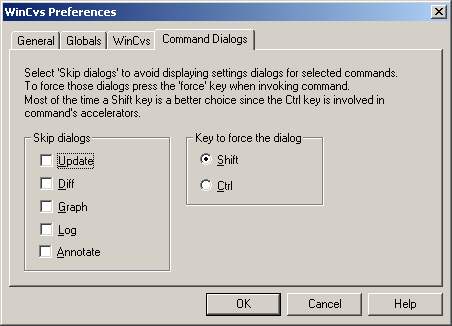 WinCvs Preferences
General Globals WinCvs Command Dialogs
Select 'Skip dialogs' to avoid displaying settings dialogs for selected commands.
To force those dialogs press the 'force' key when invoking command.
Most of the time a Shift key is a better choice since the Ctrl key is involved in
command's accelerators.
Skip dialogs
Update
Diff
Graph
Log
Annotate
Key to force the dialog
Shift
Ctrl
OK Cancel Help